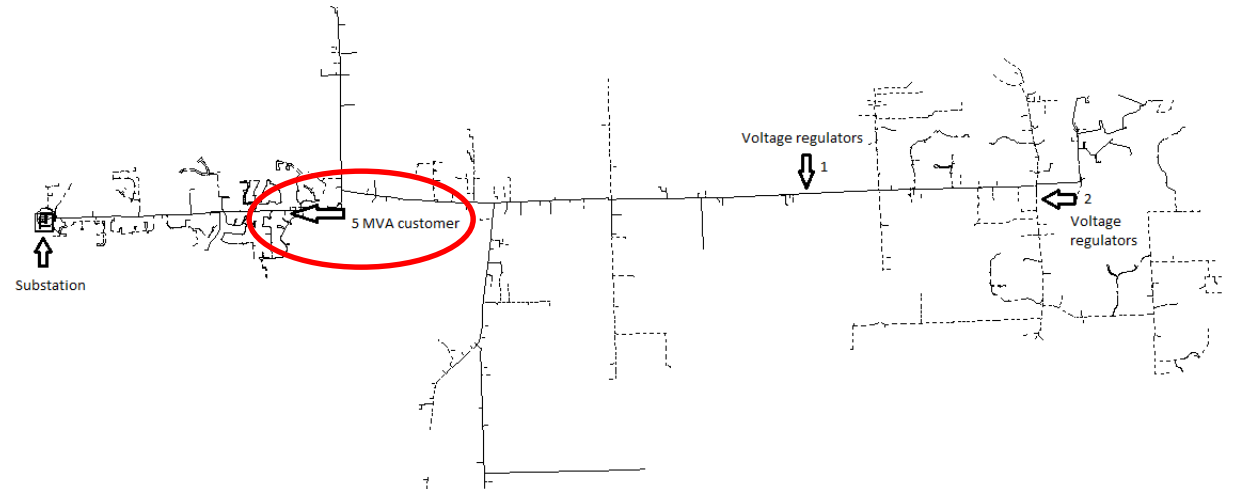 Voltage regulators
1
5 MVA customer
2
Voltage
regulators
Substation